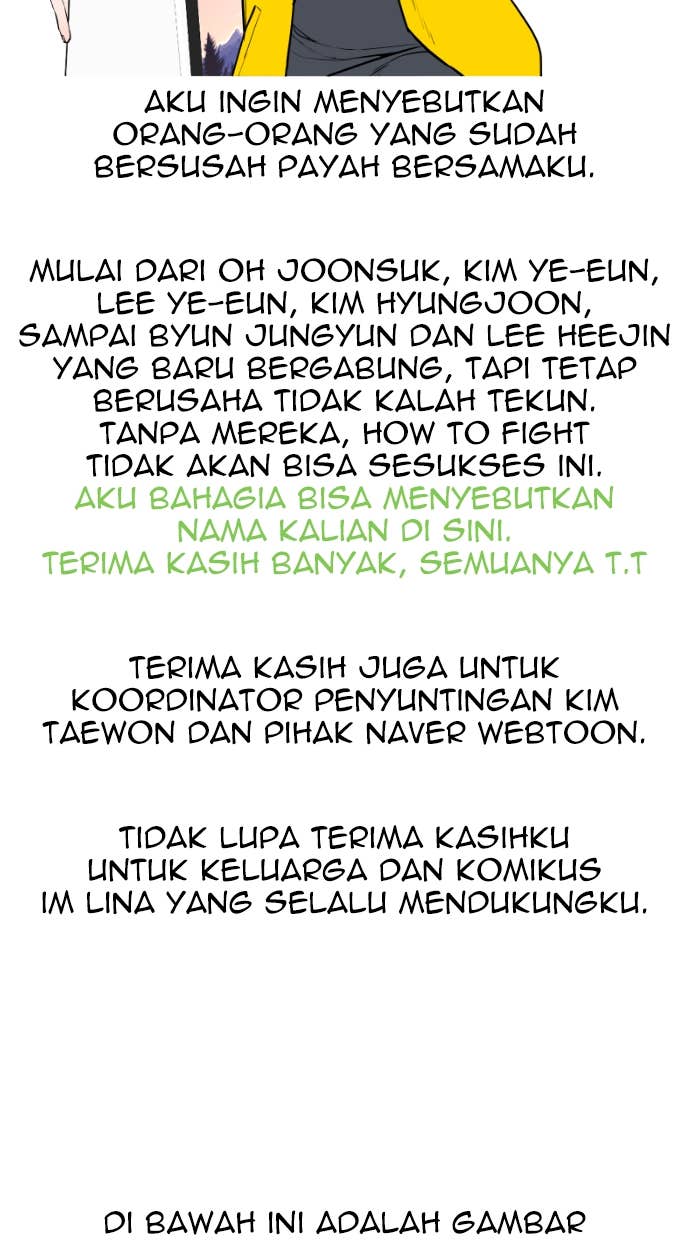 AKU INGIN MENYEBUTKAN
ORANG-ORANG YANG SUDAH
BERSUSAH PAYAH BERSAMAKU.
MULAI DARI OH JOONSUK, KIM YE-EUN,
LEE YE-EUN, KIM HYUNGJOON,
SAMPAI BYUN JUNGYUN DAN LEE HEEJIN
YANG BARU BERGABUNG, TAPI TETAP
BERUSAHA TIDAK KALAH TEKUN.
TANPA MEREKA, HOW TO FIGHT
TIDAK AKAN BISA SESUKSES INI.
AKU BAHAGIA BISA MENYEBUTKAN
NAMA KALIAN DI SINI.
TERIMA KASIH BANYAK, SEMUANYA T.T
TERIMA KASIH JUGA UNTUK
KOORDINATOR PENYUNTINGAN KIM
TAEWON DAN PIHAK NAVER WEBTOON.
TIDAK LUPA TERIMA KASIHKU
UNTUK KELUARGA DAN KOMIKUS
IM LINA YANG SELALU MENDUKUNGKU.
DI BAWAH INI ADALAH GAMBAR